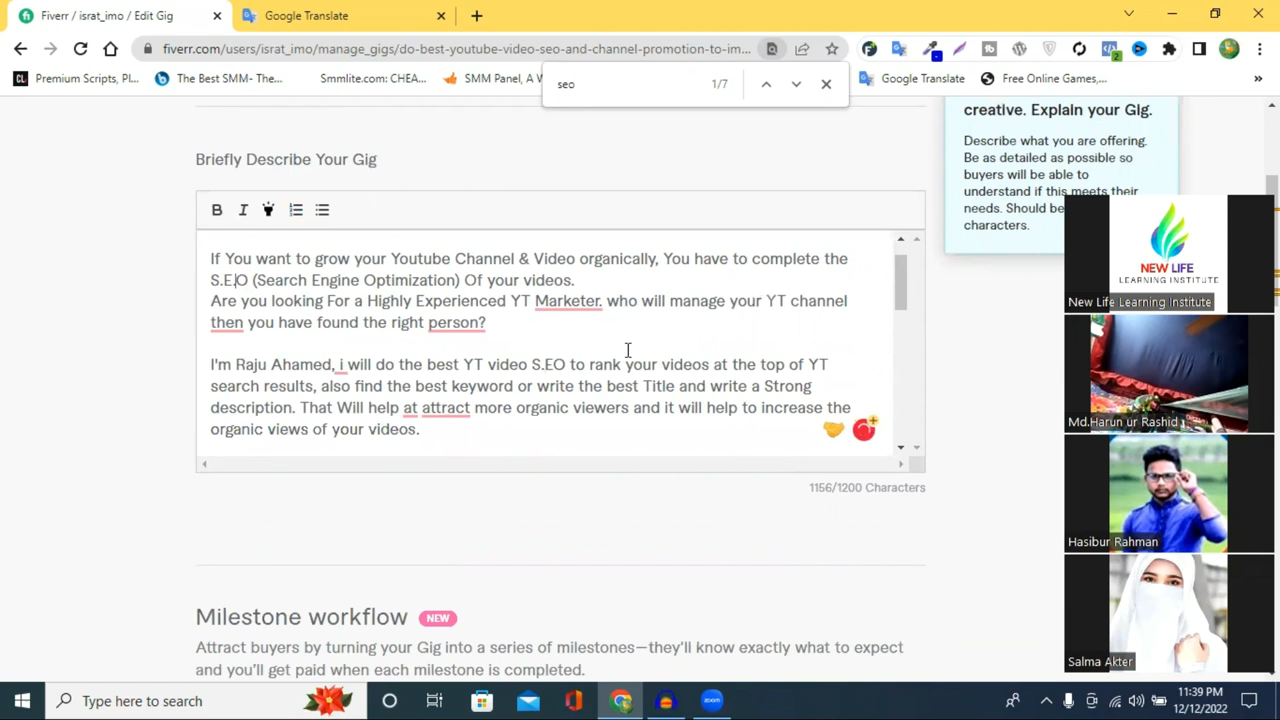 Fiverr / israt_imo / Edit Gig
Google Translate
fiverr.com/users/israt_imo/manage_gigs/do-best-youtube-video-seo-and-channel-promotion-to-im...
2
Premium Scripts, Pl...
The Best SMM- The...
Smmlite.com: CHEA...
SMM Panel, A W
Google Translate
Free Online Games,...
seo
1/7
creative. Explain your Gig.
Describe what you are offering.
Be as detailed as possible so
buyers will be able to
understand if this meets their
needs. Should be
characters.
Briefly Describe Your Gig
B I
If You want to grow your Youtube Channel & Video organically, You have to complete the
S.E.O (Search Engine Optimization) Of your videos.
Are you looking For a Highly Experienced YT Marketer. who will manage your YT channel
then you have found the right person?
I'm Raju Ahamed, i will do the best YT video S.EO to rank your videos at the top of YT
search results, also find the best keyword or write the best Title and write a Strong
description. That Will help at attract more organic viewers and it will help to increase the
organic views of your videos.
1156/1200 Characters
Milestone workflow NEW
Attract buyers by turning your Gig into a series of milestones—they'll know exactly what to expect
and you'll get paid when each milestone is completed.
NEW LIFE
LEARNING INSTITUTE
New Life Learning Institute
Md.Harun ur Rashid
Hasibur Rahman
Salma Akter
Type here to search
zoom
11:39 PM
12/12/2022